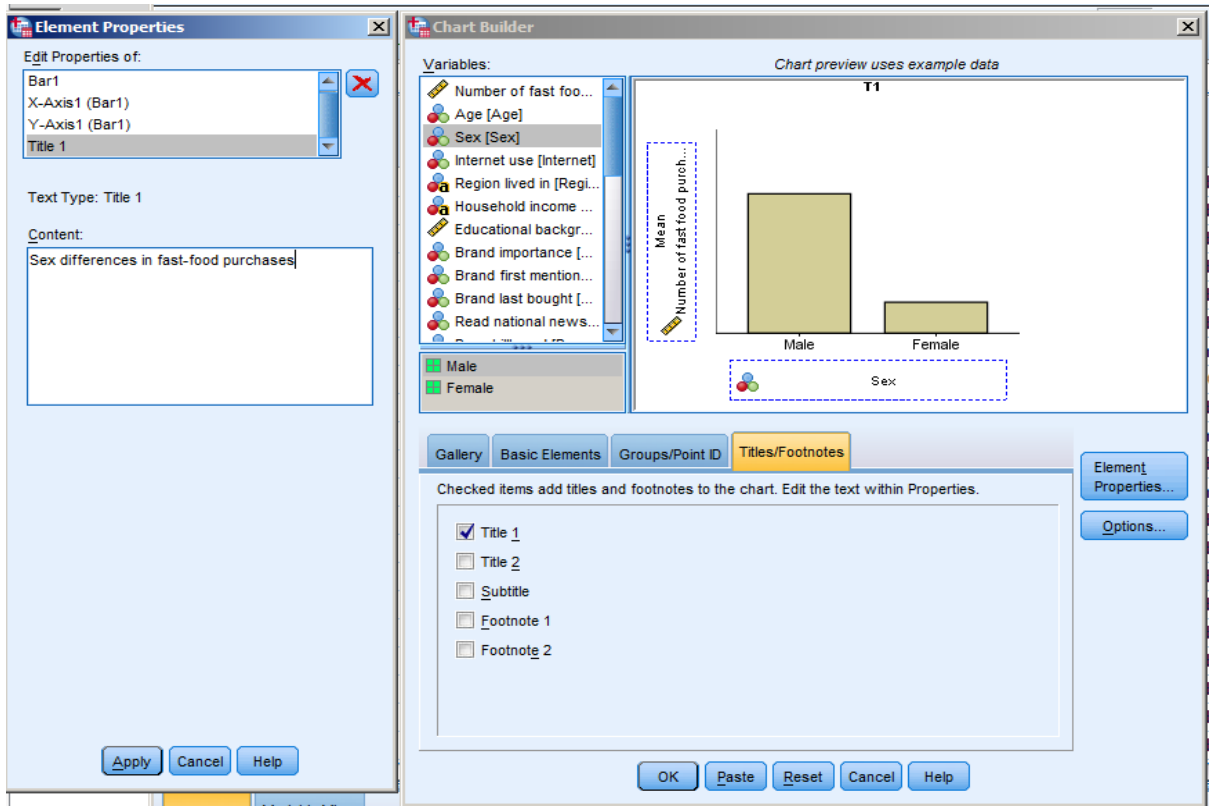 Element Properties
Edit Properties of:
Bar1
X-Axis1 (Bar1)
Y-Axis1 (Bar1)
Title 1
Text Type: Title 1
Content:
Sex differences in fast-food purchases
Apply
Cancel
Help
Chart Builder
Variables:
Number of fast foo...
Age [Age]
Sex [Sex]
Internet use [Internet]
Region lived in [Regi...
Household income ...
Educational backgr...
Brand importance [...
Brand first mention...
Brand last bought [...
Read national news...
Male
Female
Chart preview uses example data
T1
Mean
Number of fast food purch...
Male
Female
Sex
Gallery
Basic Elements
Groups/Point ID
Titles/Footnotes
Checked items add titles and footnotes to the chart. Edit the text within Properties.
Title 1
Title 2
Subtitle
Footnote 1
Footnote 2
Element
Properties...
Options...
OK
Paste
Reset
Cancel
Help